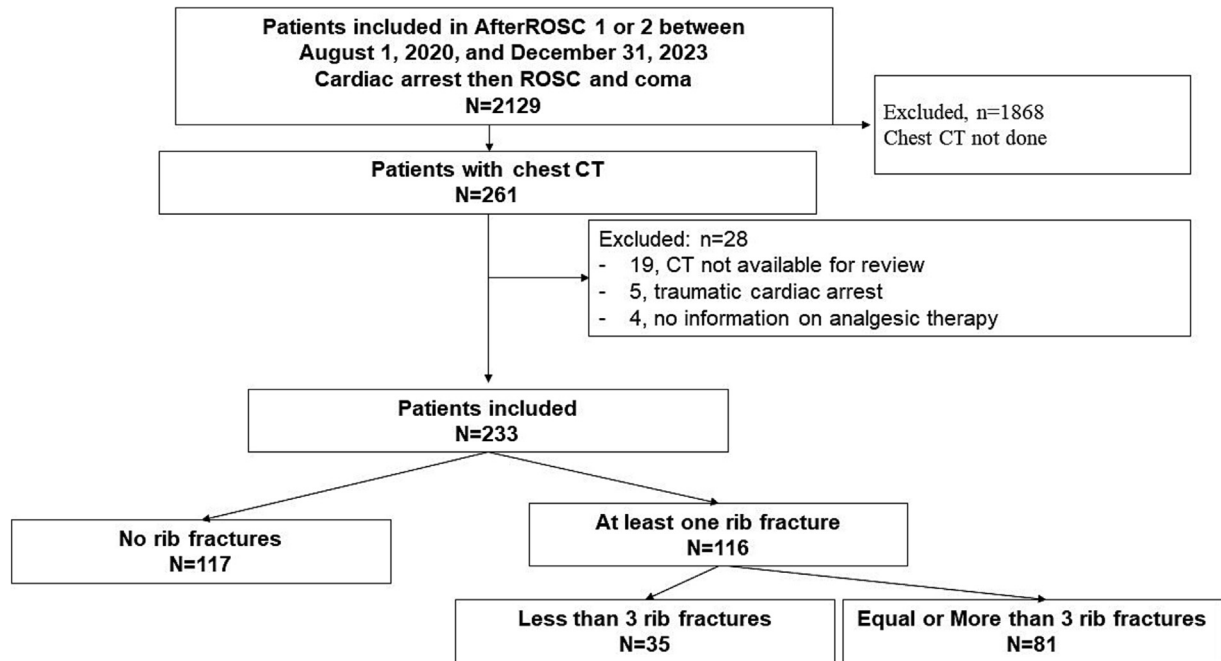 Patients included in AfterROSC 1 or 2 between
August 1, 2020, and December 31, 2023
Cardiac arrest then ROSC and coma
N=2129
Excluded, n=1868
Chest CT not done
Patients with chest CT
N=261
Excluded: n=28
- 19, CT not available for review
- 5, traumatic cardiac arrest
- 4, no information on analgesic therapy
Patients included
N=233
No rib fractures
N=117
At least one rib fracture
N=116
Less than 3 rib fractures
N=35
Equal or More than 3 rib fractures
N=81